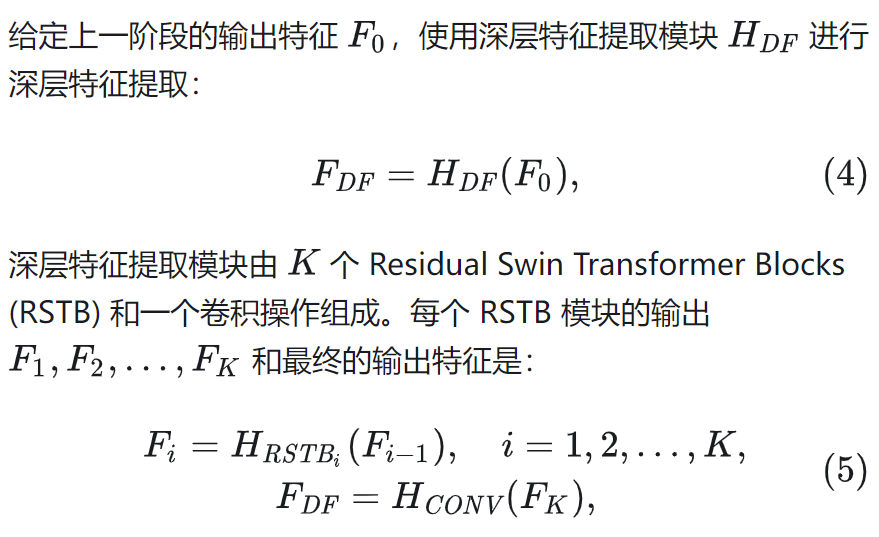 给定上一阶段的输出特征 $F_0$，使用深层特征提取模块 $H_{DF}$ 进行
深层特征提取：
$F_{DF} = H_{DF}(F_0),$ (4)
深层特征提取模块由 $K$ 个 Residual Swin Transformer Blocks
(RSTB) 和一个卷积操作组成。每个 RSTB 模块的输出
$F_1, F_2, \ldots, F_K$ 和最终的输出特征是：
$F_i = H_{RSTB_i}(F_{i-1}), \quad i = 1, 2, \ldots, K,$
$F_{DF} = H_{CONV}(F_K),$ (5)